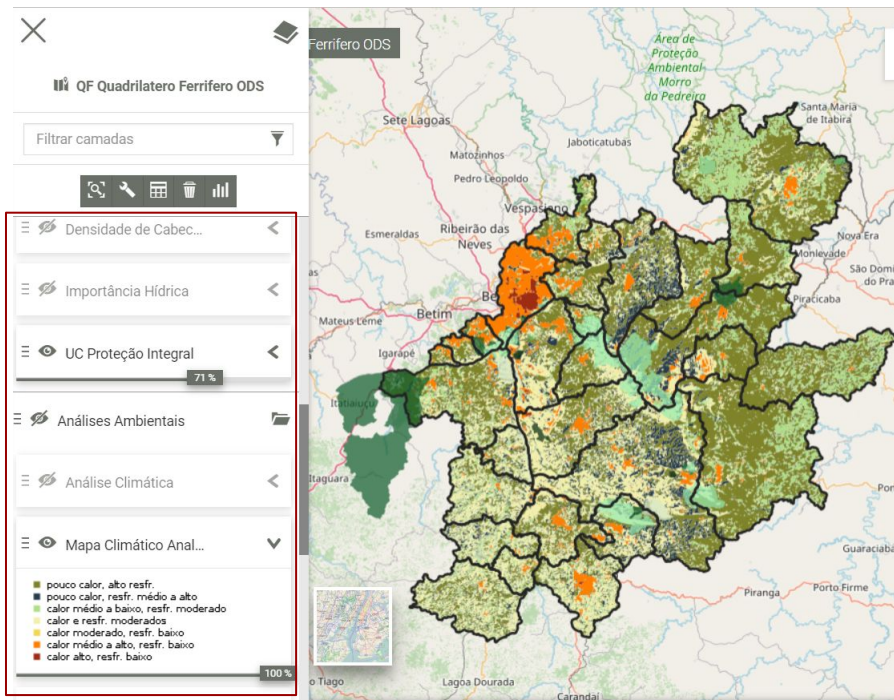 QF Quadrilatero Ferrifero ODS
Filtrar camadas
Densidade de Cabec...
Importância Hídrica
UC Proteção Integral
71 %
Análises Ambientais
Análise Climática
Mapa Climático Anal...
pouco calor, alto resfr.
pouco calor, resfr. médio a alto
calor médio a baixo, resfr. moderado
calor e resfr. moderados
calor moderado, resfr. baixo
calor médio a alto, resfr. baixo
calor alto, resfr. baixo
100 %
Ferrifero ODS
Área de
Proteção
Ambiental
Morro
da Pedreira
Santa Maria
de Itabira
Sete Lagoas
Jaboticatubas
Matozinhos
Pedro Leopoldo
Vespasiano
Ribeirão das
Neves
Esmeraldas
Nova Era
Monlevade
São Domi
do Pra
Piracicaba
Be
Betim
Mateus Leme
Igarapé
Itatiaiuçu
Itaguara
Pon
Guaraciaba
Porto Firme
Piranga
o Tiago
Lagoa Dourada
Carandaí